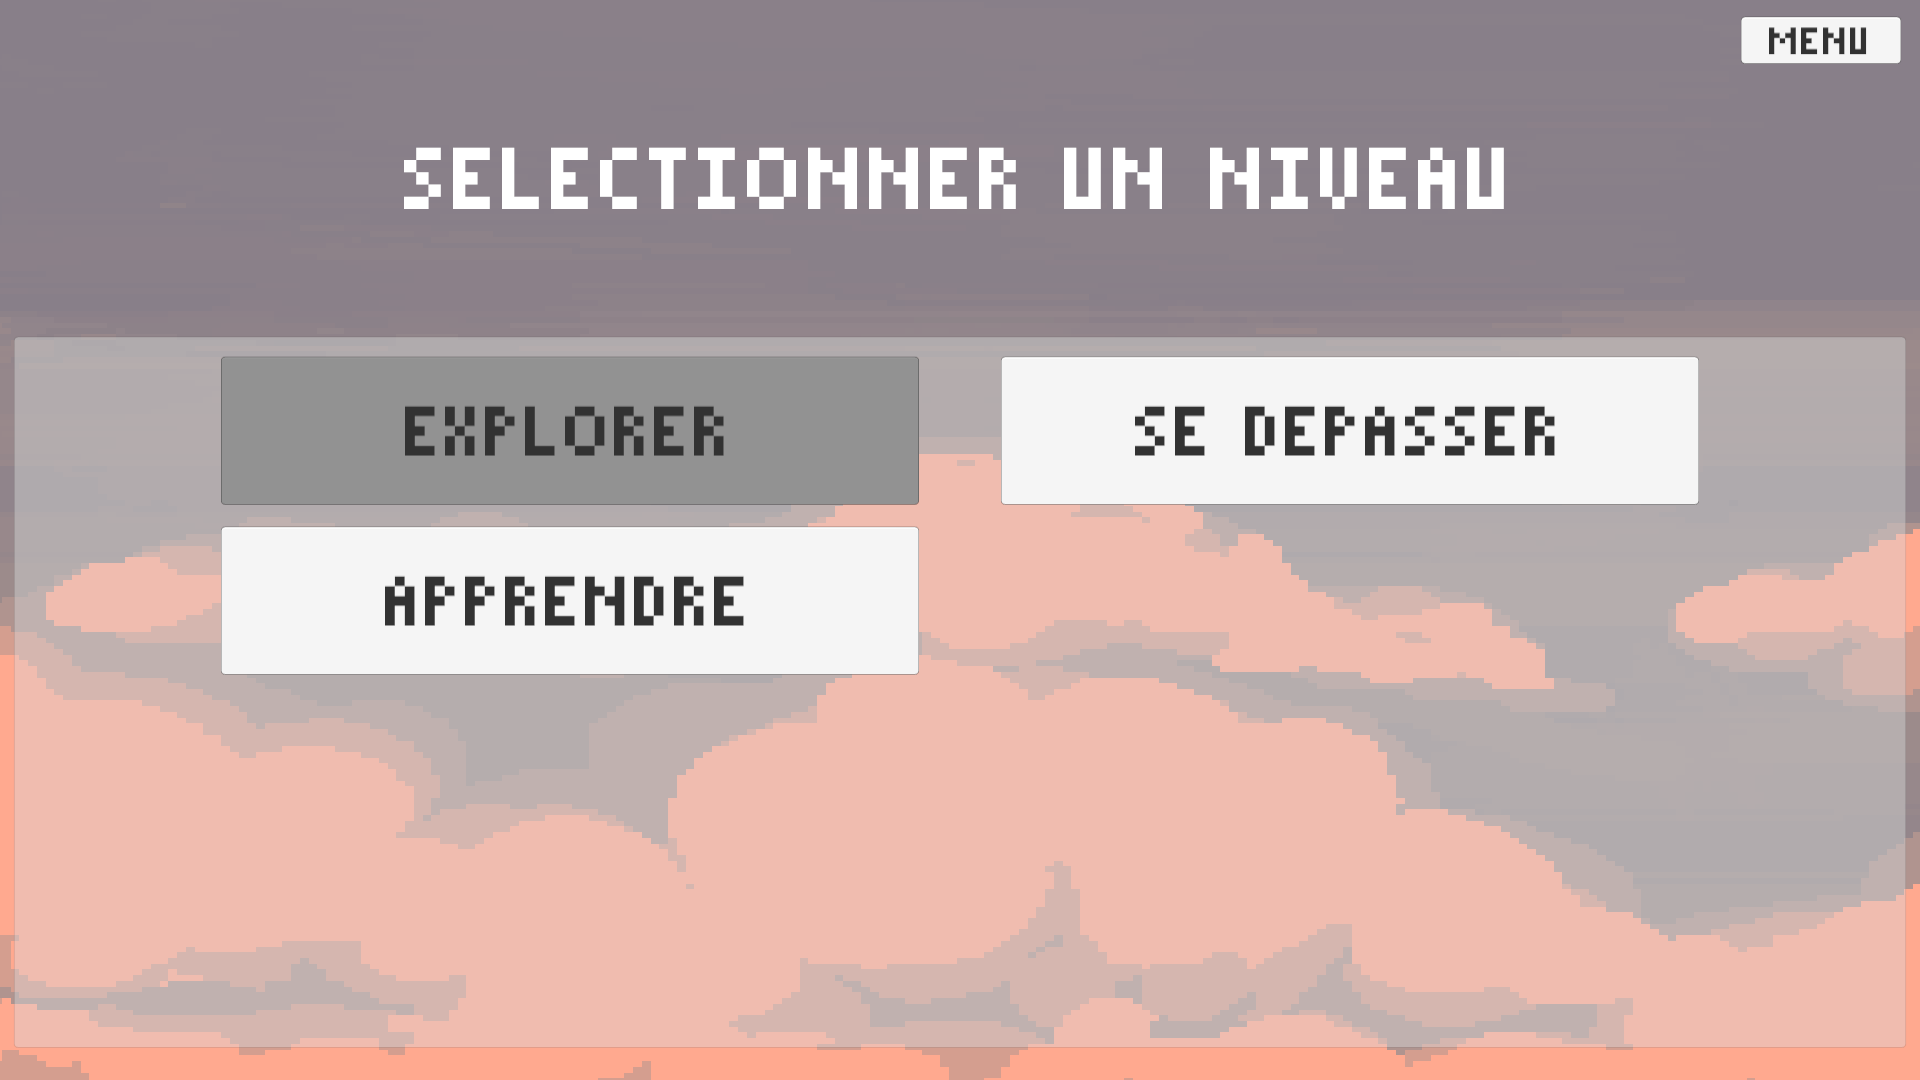 MENU
SELECTIONNER UN NIVEAU
EXPLORER
SE DEPASSER
APPRENDRE